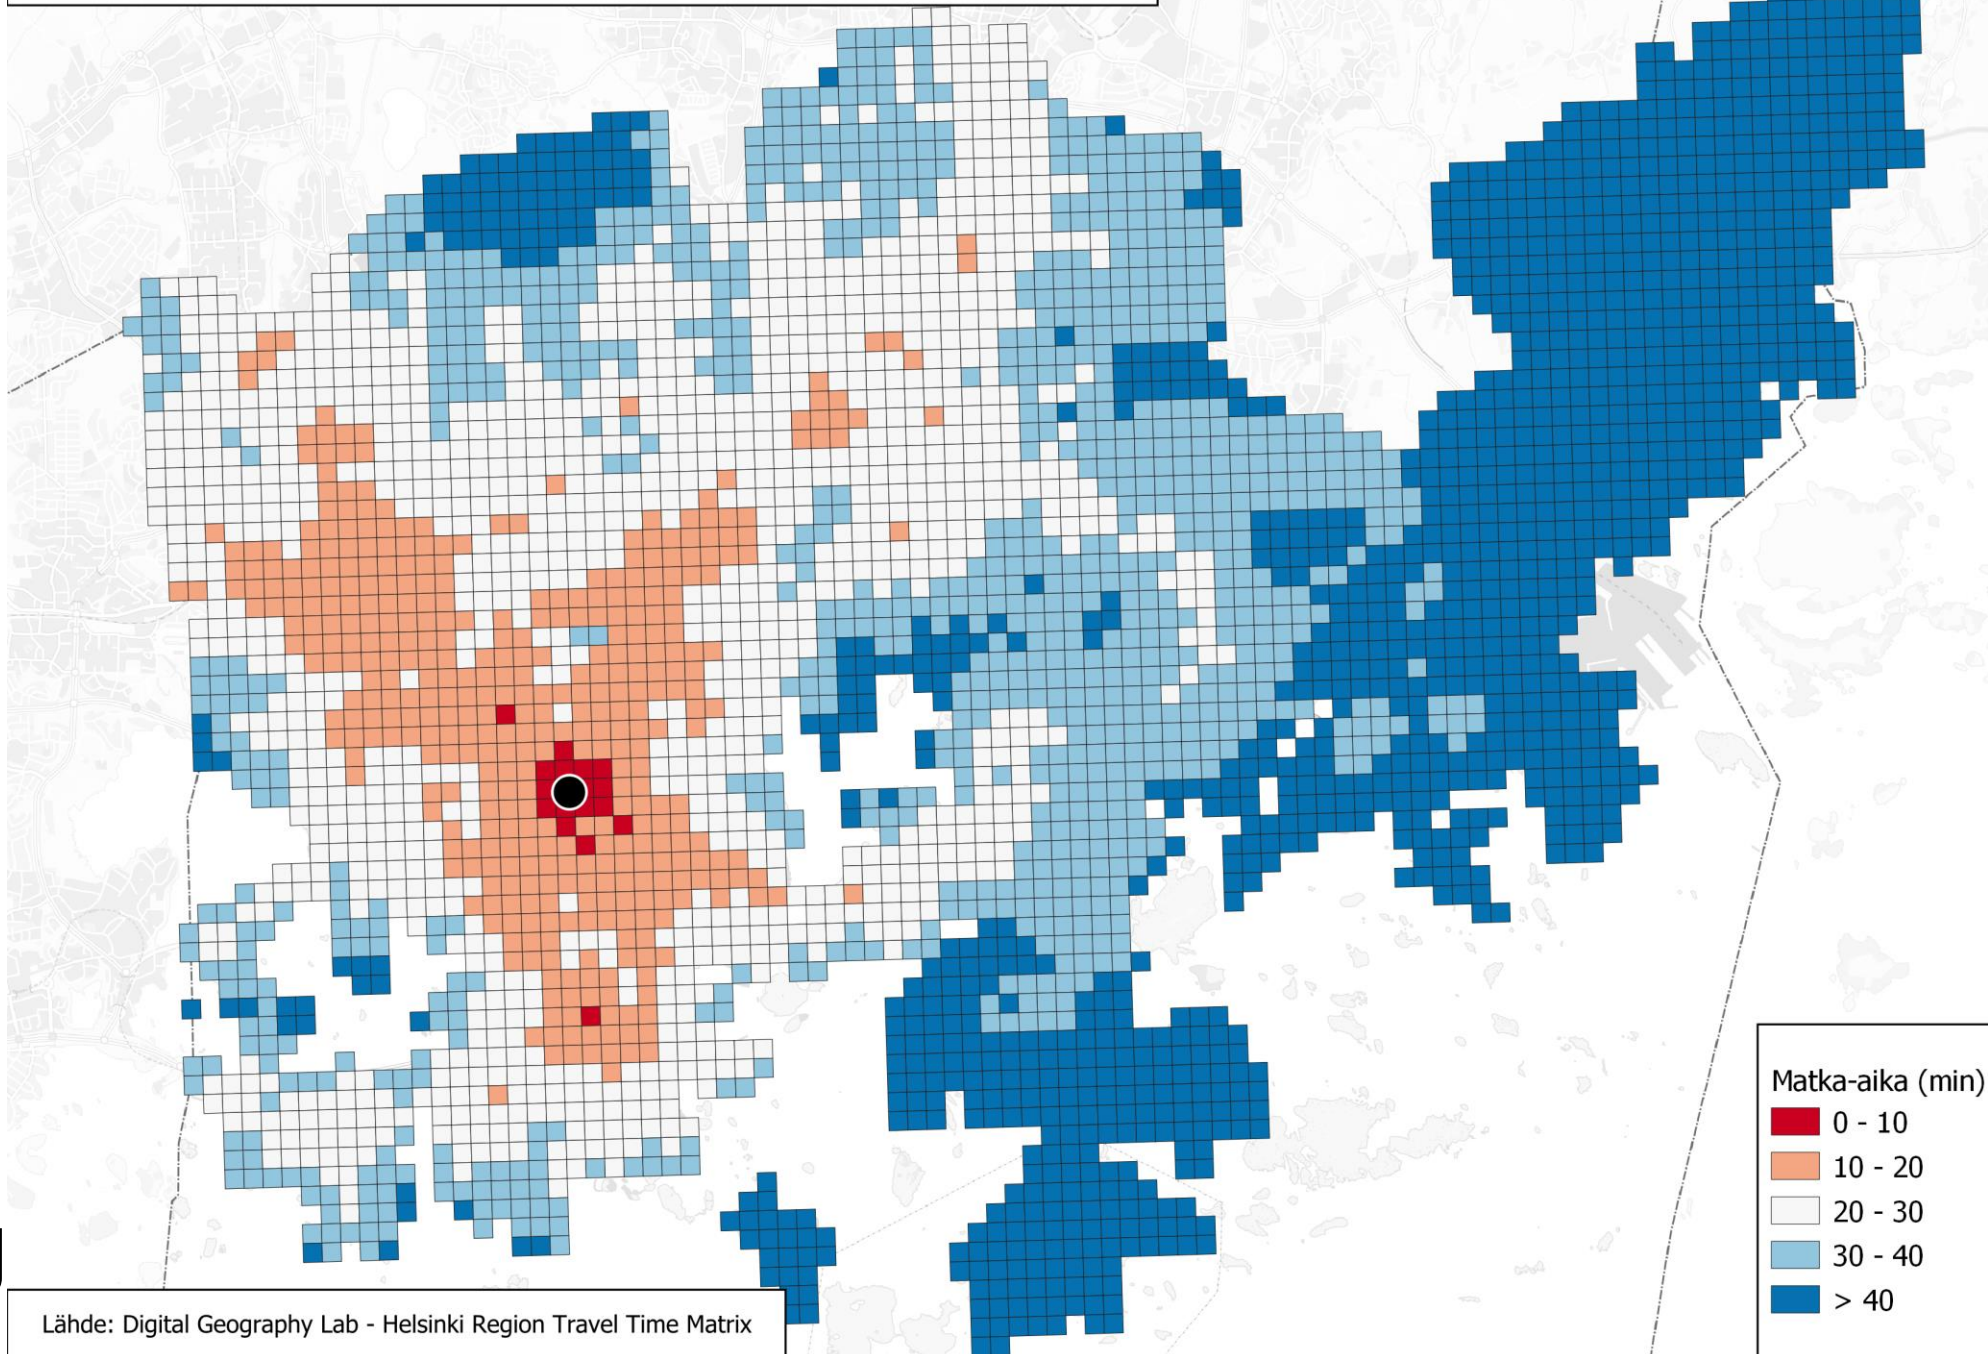 Matka-aika (min)
0 - 10
10 - 20
20 - 30
30 - 40
> 40
Lähde: Digital Geography Lab - Helsinki Region Travel Time Matrix